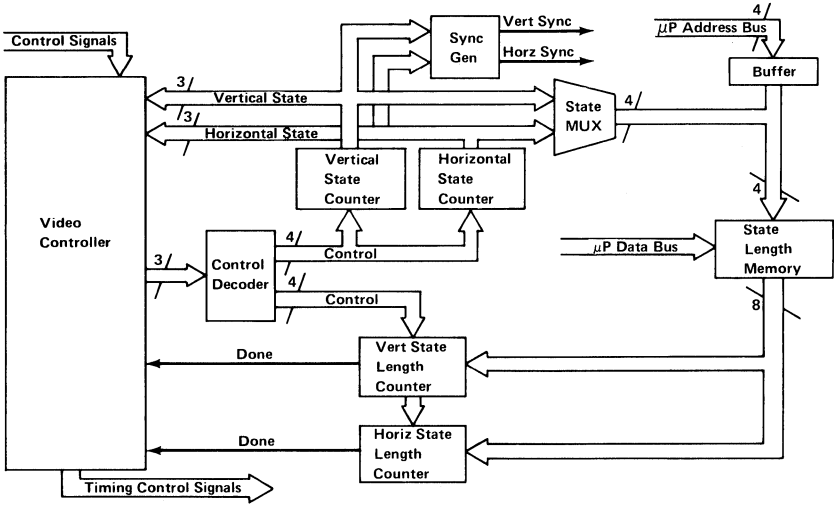 4
Vert Sync
μP Address Bus
Control Signals
Sync
Gen
Horz Sync
Buffer
3
Vertical State
State
MUX
4
3
Horizontal State
Vertical
State
Counter
Horizontal
State
Counter
4
Video
Controller
State
Length
Memory
μP Data Bus
4
Control
3
Control
Decoder
4
Control
8
Vert State
Length
Counter
Done
Horiz State
Length
Counter
Done
Timing Control Signals